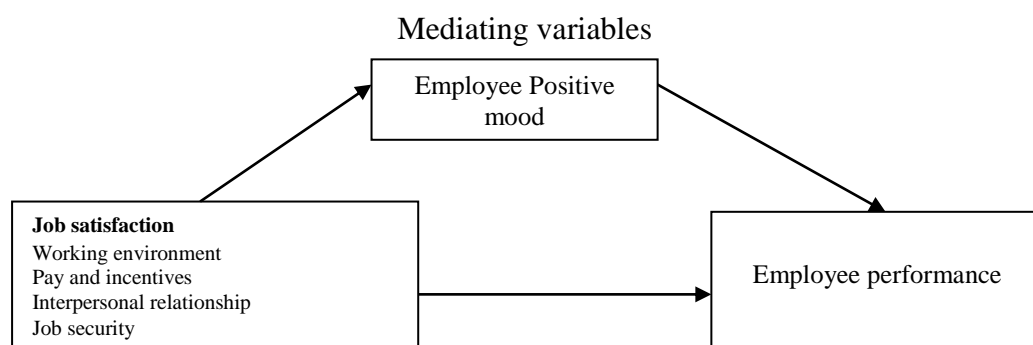 Mediating variables
Employee Positive
mood
Job satisfaction
Working environment
Pay and incentives
Interpersonal relationship
Job security
Employee performance